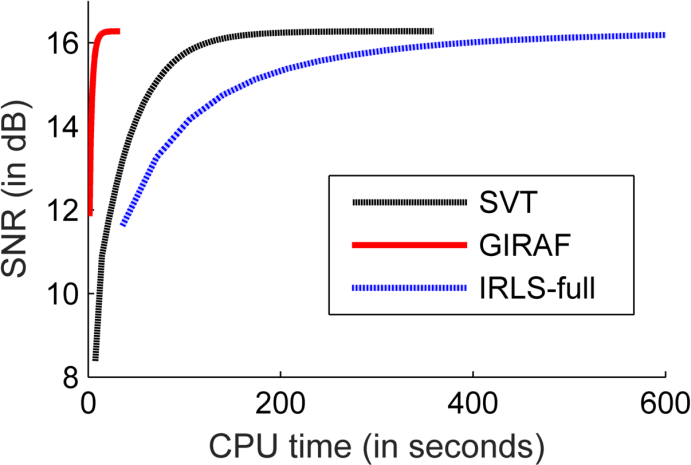 16
14
12
10
8
SNR (in dB)
SVT
GIRAF
IRLS-full
0 200 400 600
CPU time (in seconds)